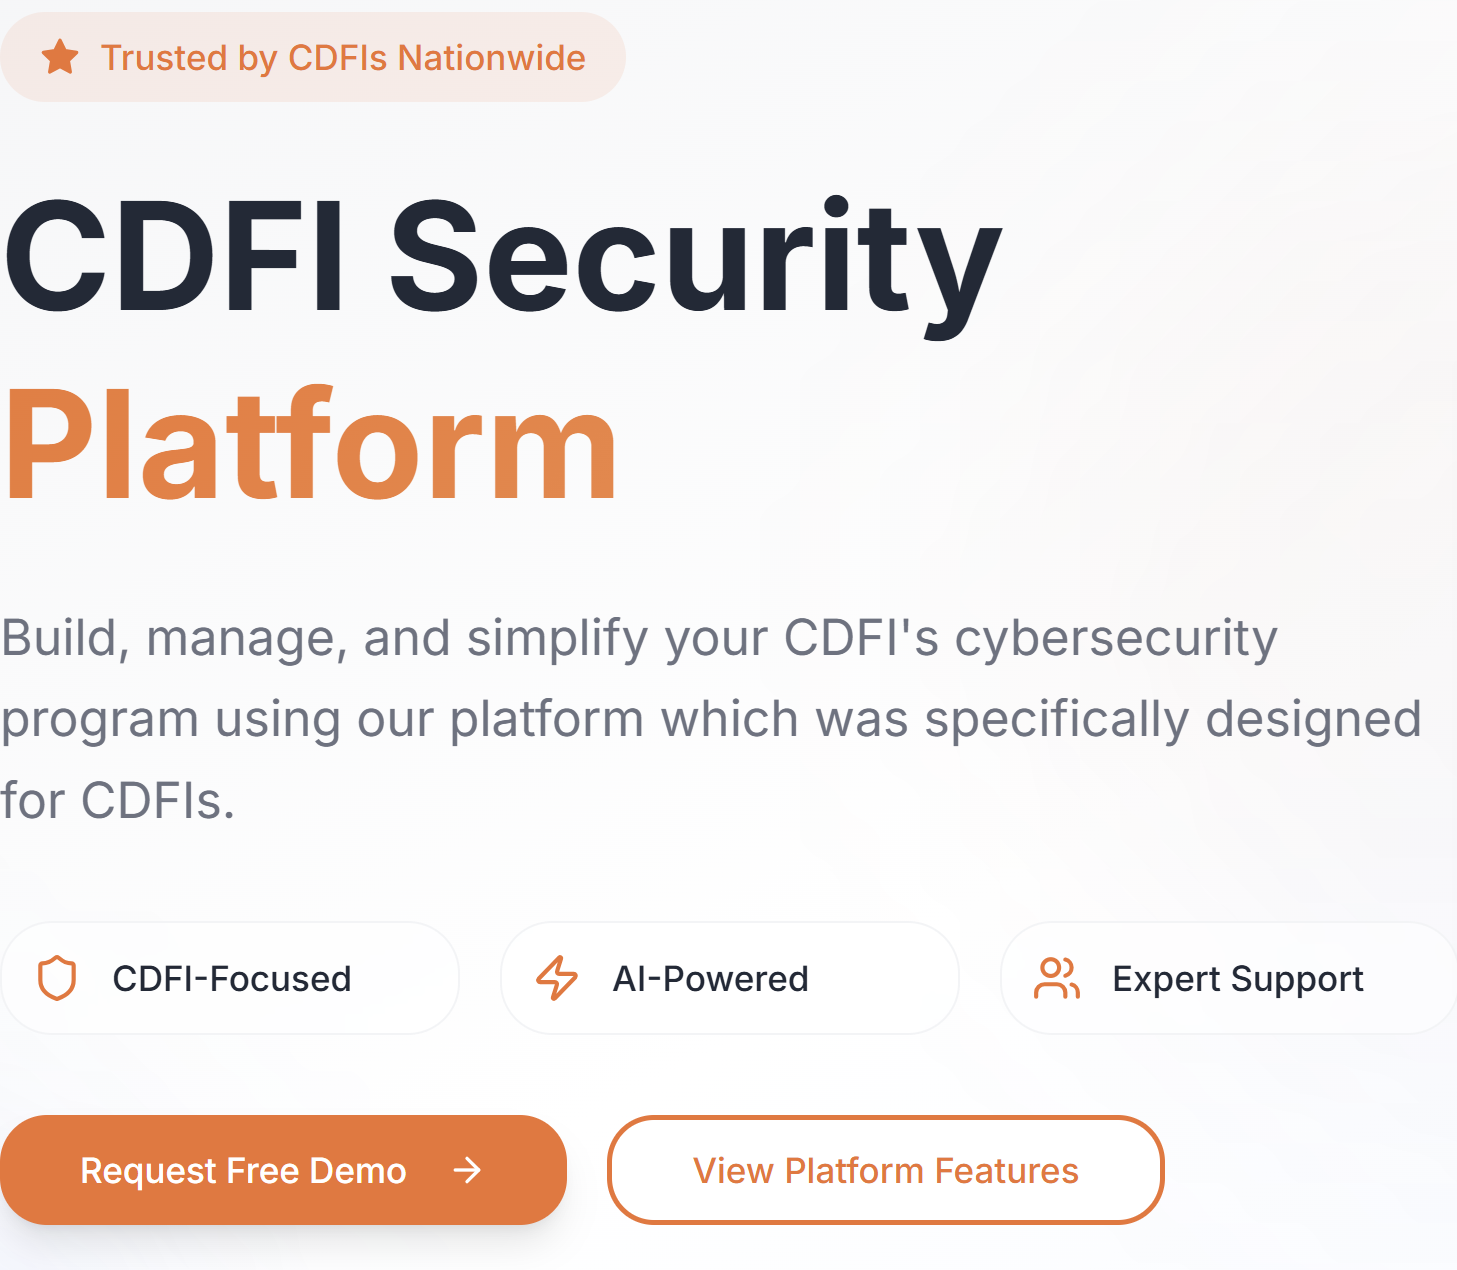 Trusted by CDFIs Nationwide
CDFI Security
Platform
Build, manage, and simplify your CDFI's cybersecurity
program using our platform which was specifically designed
for CDFIs.
CDFI-Focused
AI-Powered
Expert Support
Request Free Demo
View Platform Features